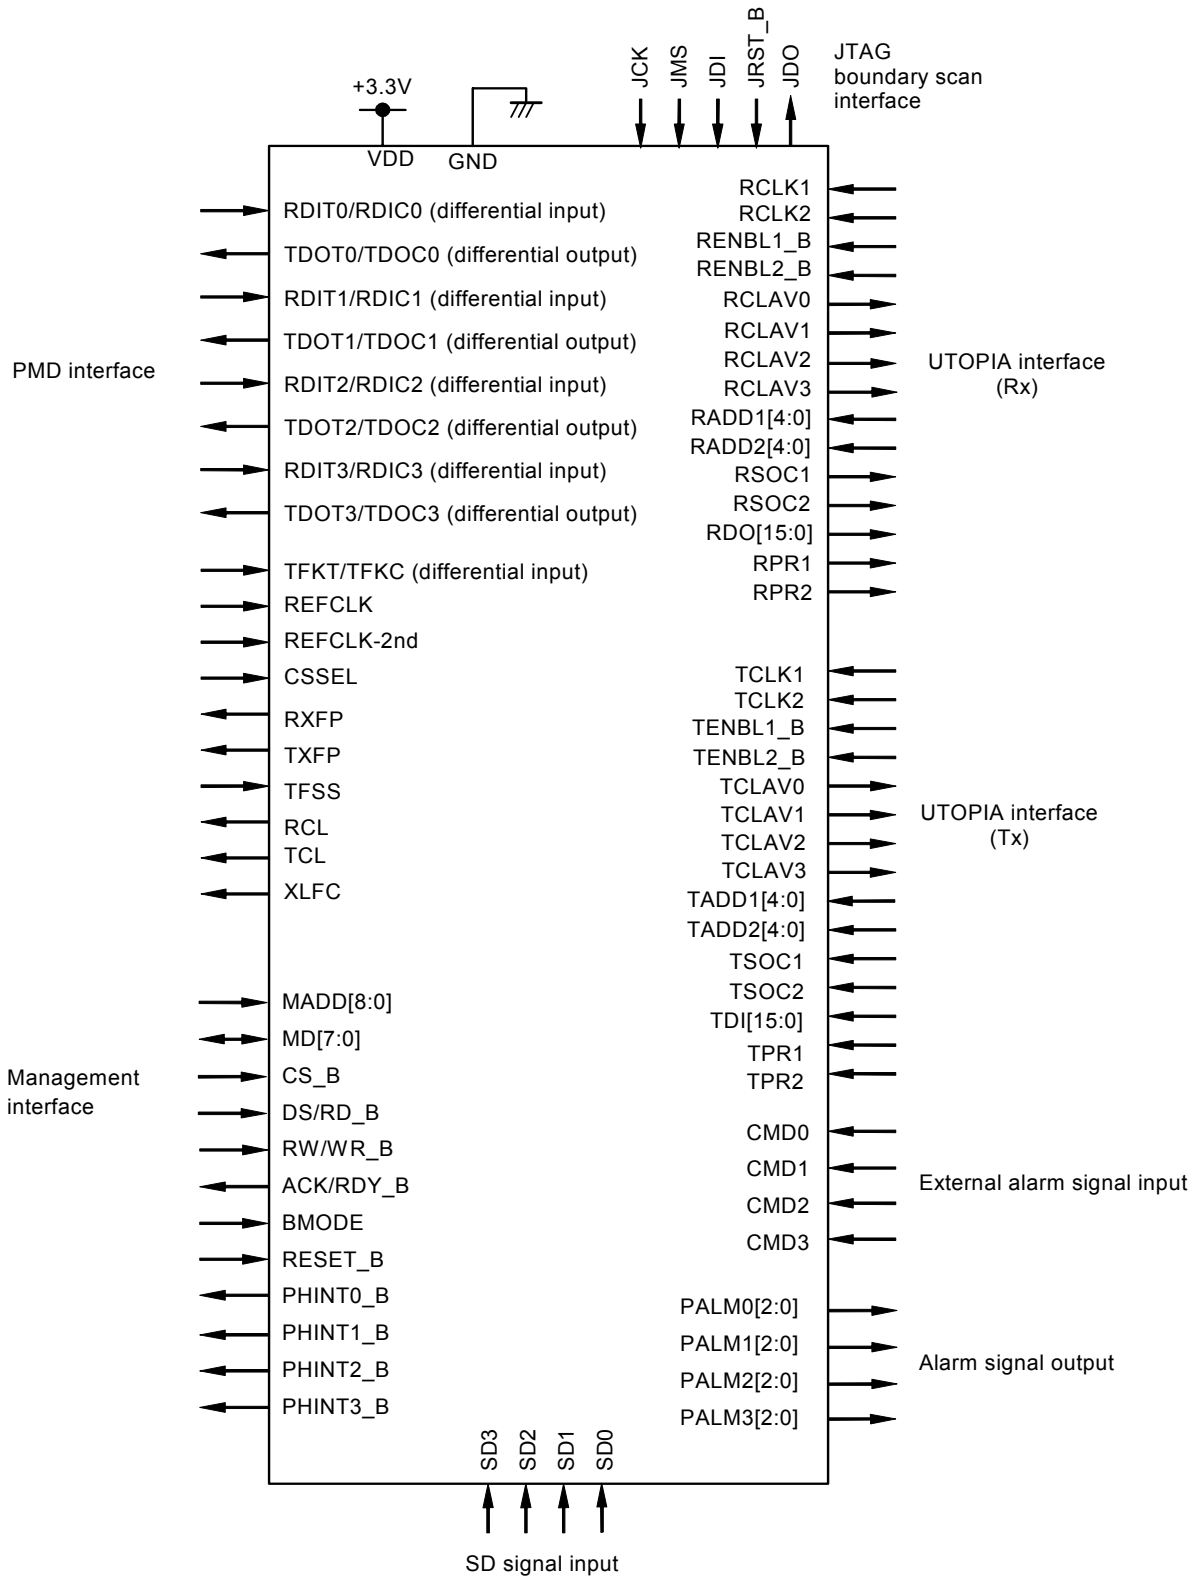 JCK
JMS
JDI
JRST_B
JDO
JTAG
boundary scan
interface
+3.3V
VDD
GND
PMD interface
RDIT0/RDIC0 (differential input)
TDOT0/TDOC0 (differential output)
RDIT1/RDIC1 (differential input)
TDOT1/TDOC1 (differential output)
RDIT2/RDIC2 (differential input)
TDOT2/TDOC2 (differential output)
RDIT3/RDIC3 (differential input)
TDOT3/TDOC3 (differential output)
TFKT/TFKC (differential input)
REFCLK
REFCLK-2nd
CSSEL
RXFP
TXFP
TFSS
RCL
TCL
XLFC
Management
interface
MADD[8:0]
MD[7:0]
CS_B
DS/RD_B
RW/WR_B
ACK/RDY_B
BMODE
RESET_B
PHINT0_B
PHINT1_B
PHINT2_B
PHINT3_B
RCLK1
RCLK2
RENBL1_B
RENBL2_B
RCLAV0
RCLAV1
RCLAV2
RCLAV3
RADD1[4:0]
RADD2[4:0]
RSOC1
RSOC2
RDO[15:0]
RPR1
RPR2
UTOPIA interface
(Rx)
TCLK1
TCLK2
TENBL1_B
TENBL2_B
TCLAV0
TCLAV1
TCLAV2
TCLAV3
TADD1[4:0]
TADD2[4:0]
TSOC1
TSOC2
TDI[15:0]
TPR1
TPR2
UTOPIA interface
(Tx)
CMD0
CMD1
CMD2
CMD3
External alarm signal input
PALM0[2:0]
PALM1[2:0]
PALM2[2:0]
PALM3[2:0]
Alarm signal output
SD3
SD2
SD1
SD0
SD signal input